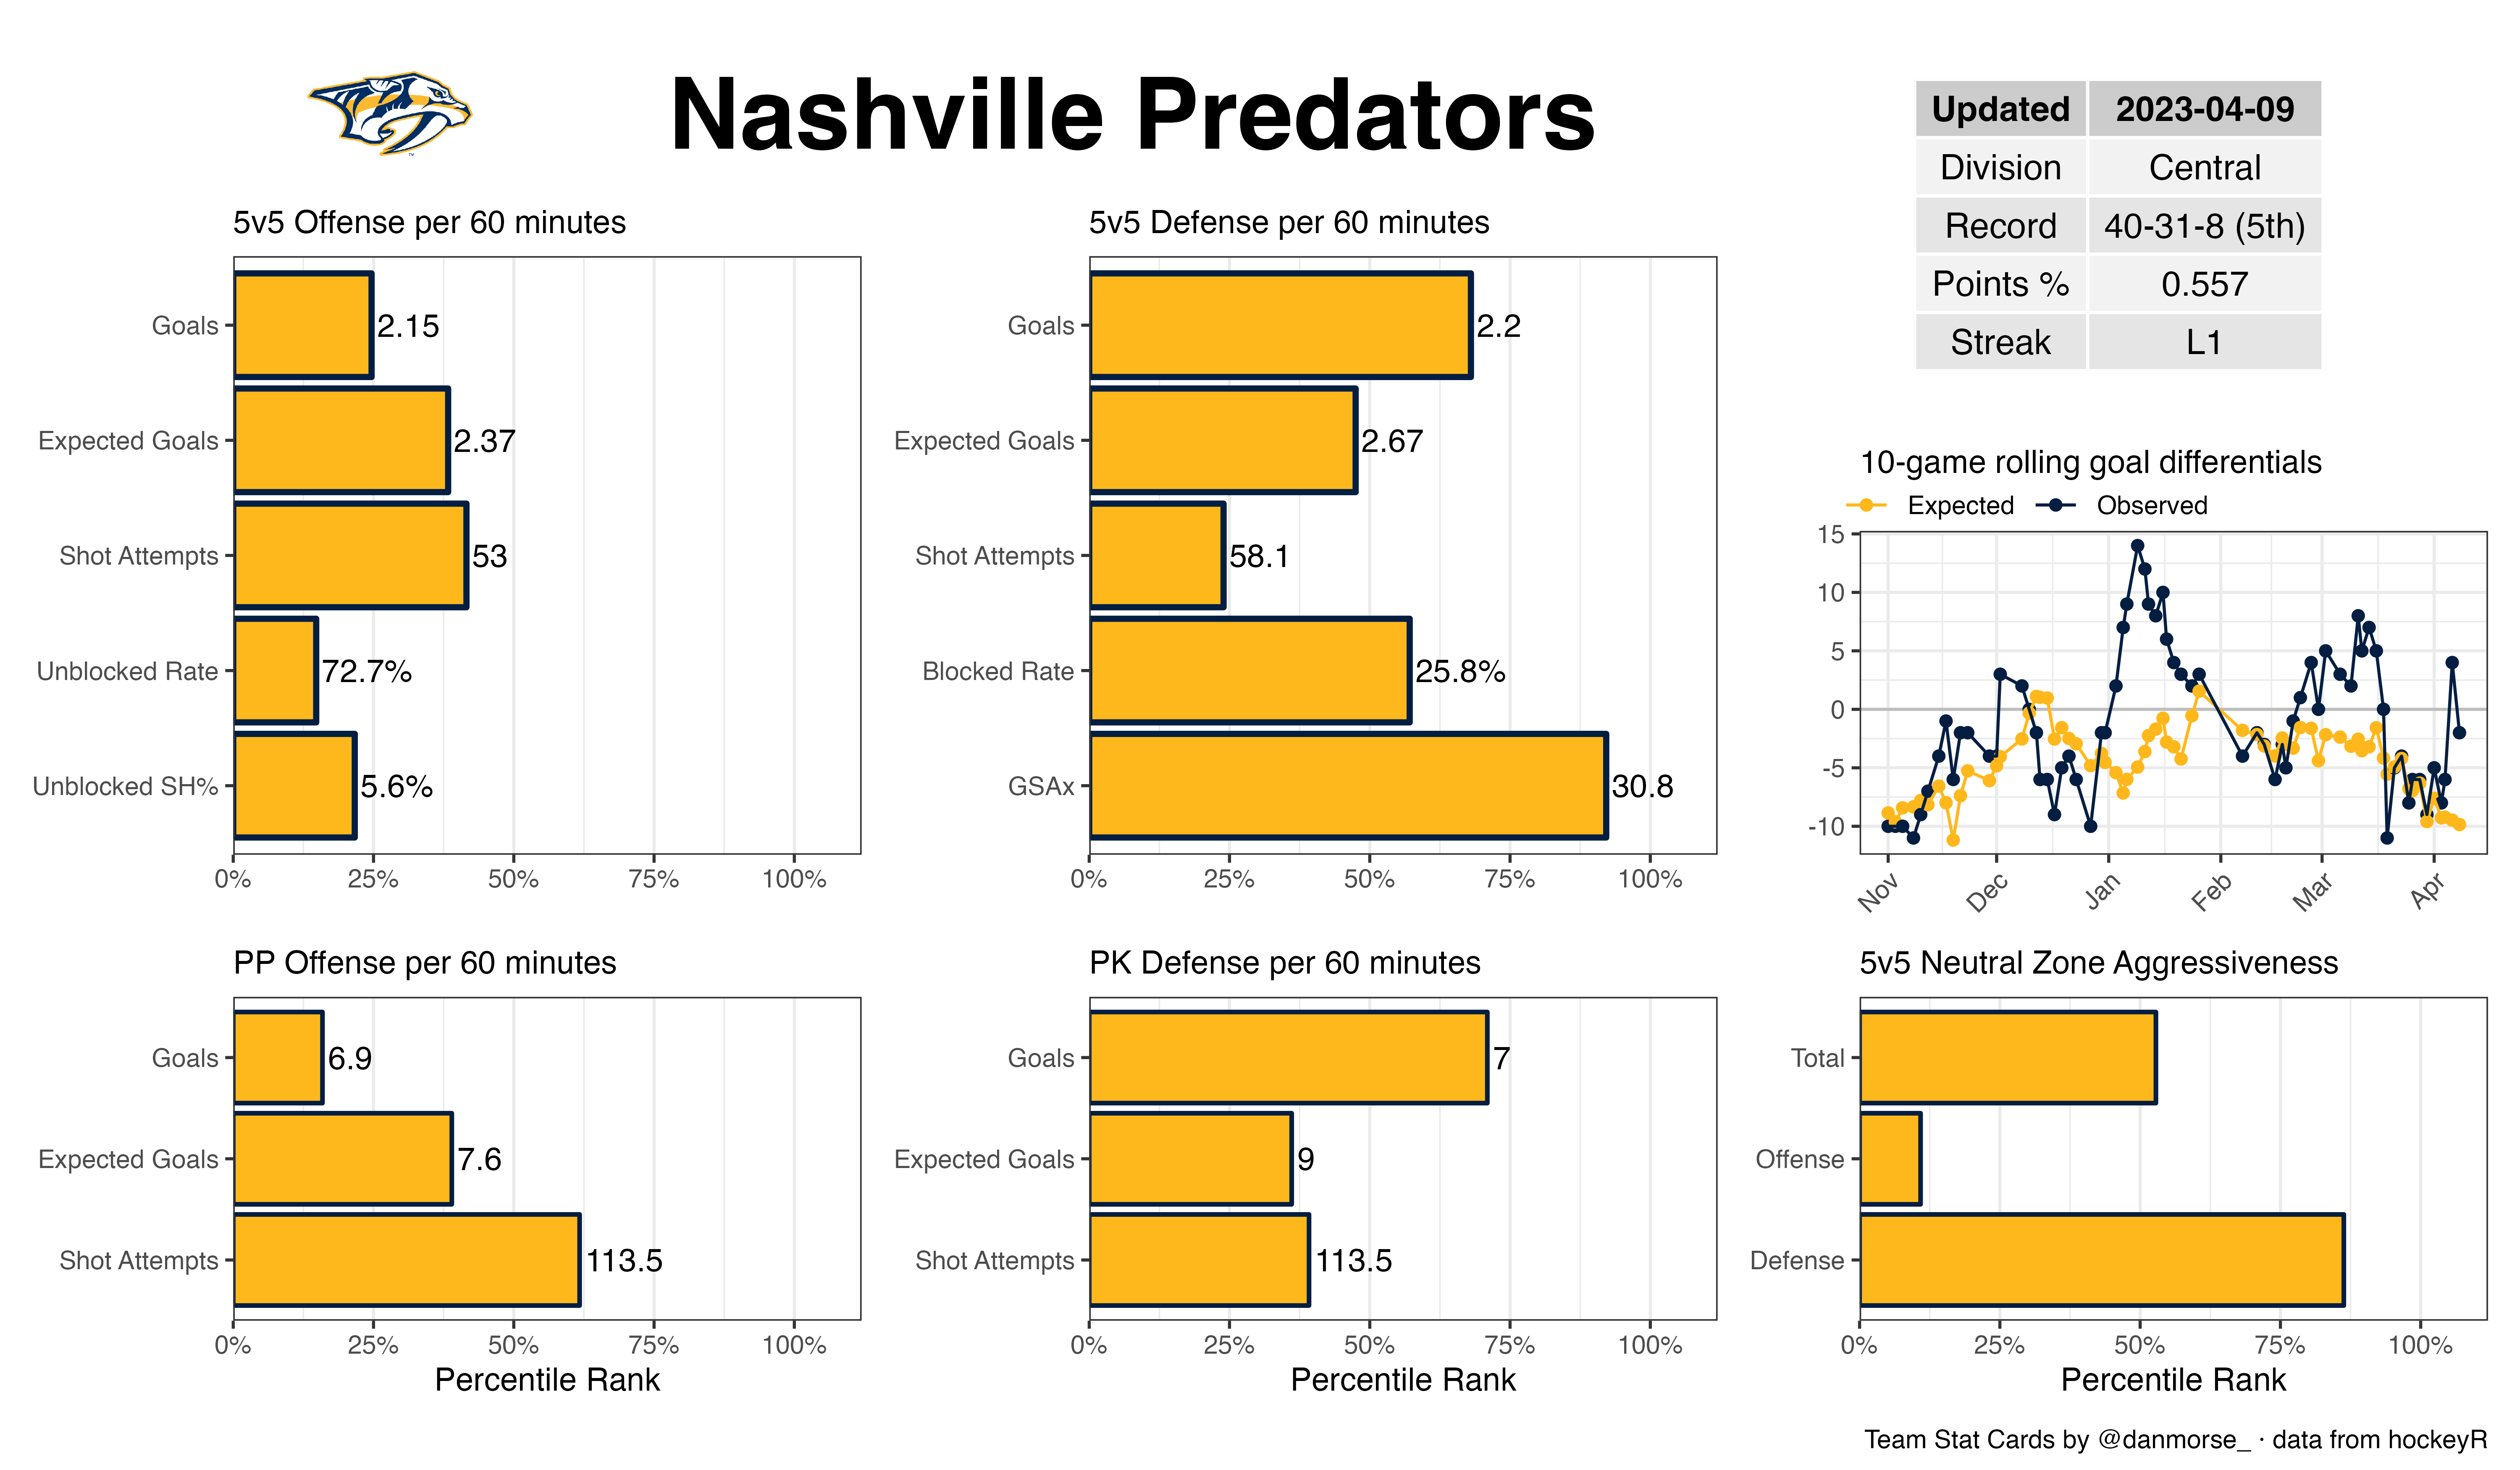 Nashville Predators
Updated 2023-04-09
Division Central
Record 40-31-8 (5th)
Points % 0.557
Streak L1
5v5 Offense per 60 minutes
Goals 2.15
Expected Goals 2.37
Shot Attempts 53
Unblocked Rate 72.7%
Unblocked SH% 5.6%
0% 25% 50% 75% 100%
5v5 Defense per 60 minutes
Goals 2.2
Expected Goals 2.67
Shot Attempts 58.1
Blocked Rate 25.8%
GSAx 30.8
0% 25% 50% 75% 100%
10-game rolling goal differentials
Expected Observed
15
10
5
0
-5
-10
Nov Dec Jan Feb Mar Apr
PP Offense per 60 minutes
Goals 6.9
Expected Goals 7.6
Shot Attempts 113.5
0% 25% 50% 75% 100%
Percentile Rank
PK Defense per 60 minutes
Goals 7
Expected Goals 9
Shot Attempts 113.5
0% 25% 50% 75% 100%
Percentile Rank
5v5 Neutral Zone Aggressiveness
Total
Offense
Defense
0% 25% 50% 75% 100%
Percentile Rank
Team Stat Cards by @danmorse_ · data from hockeyR